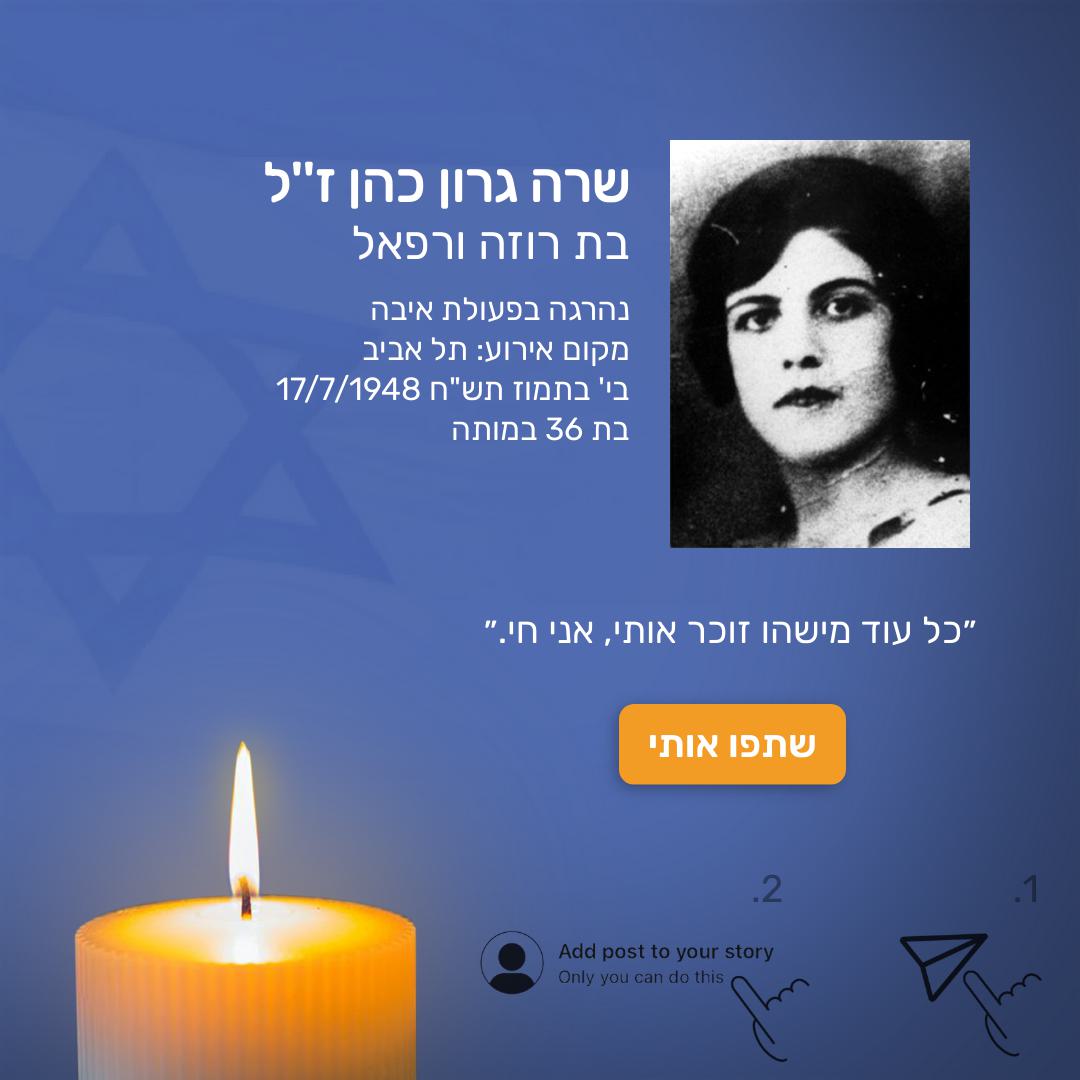 שרה גרון כהן ז"ל
בת רוזה ורפאל
נהרגה בפעולת איבה
מקום אירוע: תל אביב
בי' בתמוז תש"ח 17/7/1948
בת 36 במותה
״כל עוד מישהו זוכר אותי, אני חי.״
שתפו אותי
.1
.2
Add post to your story
Only you can do this